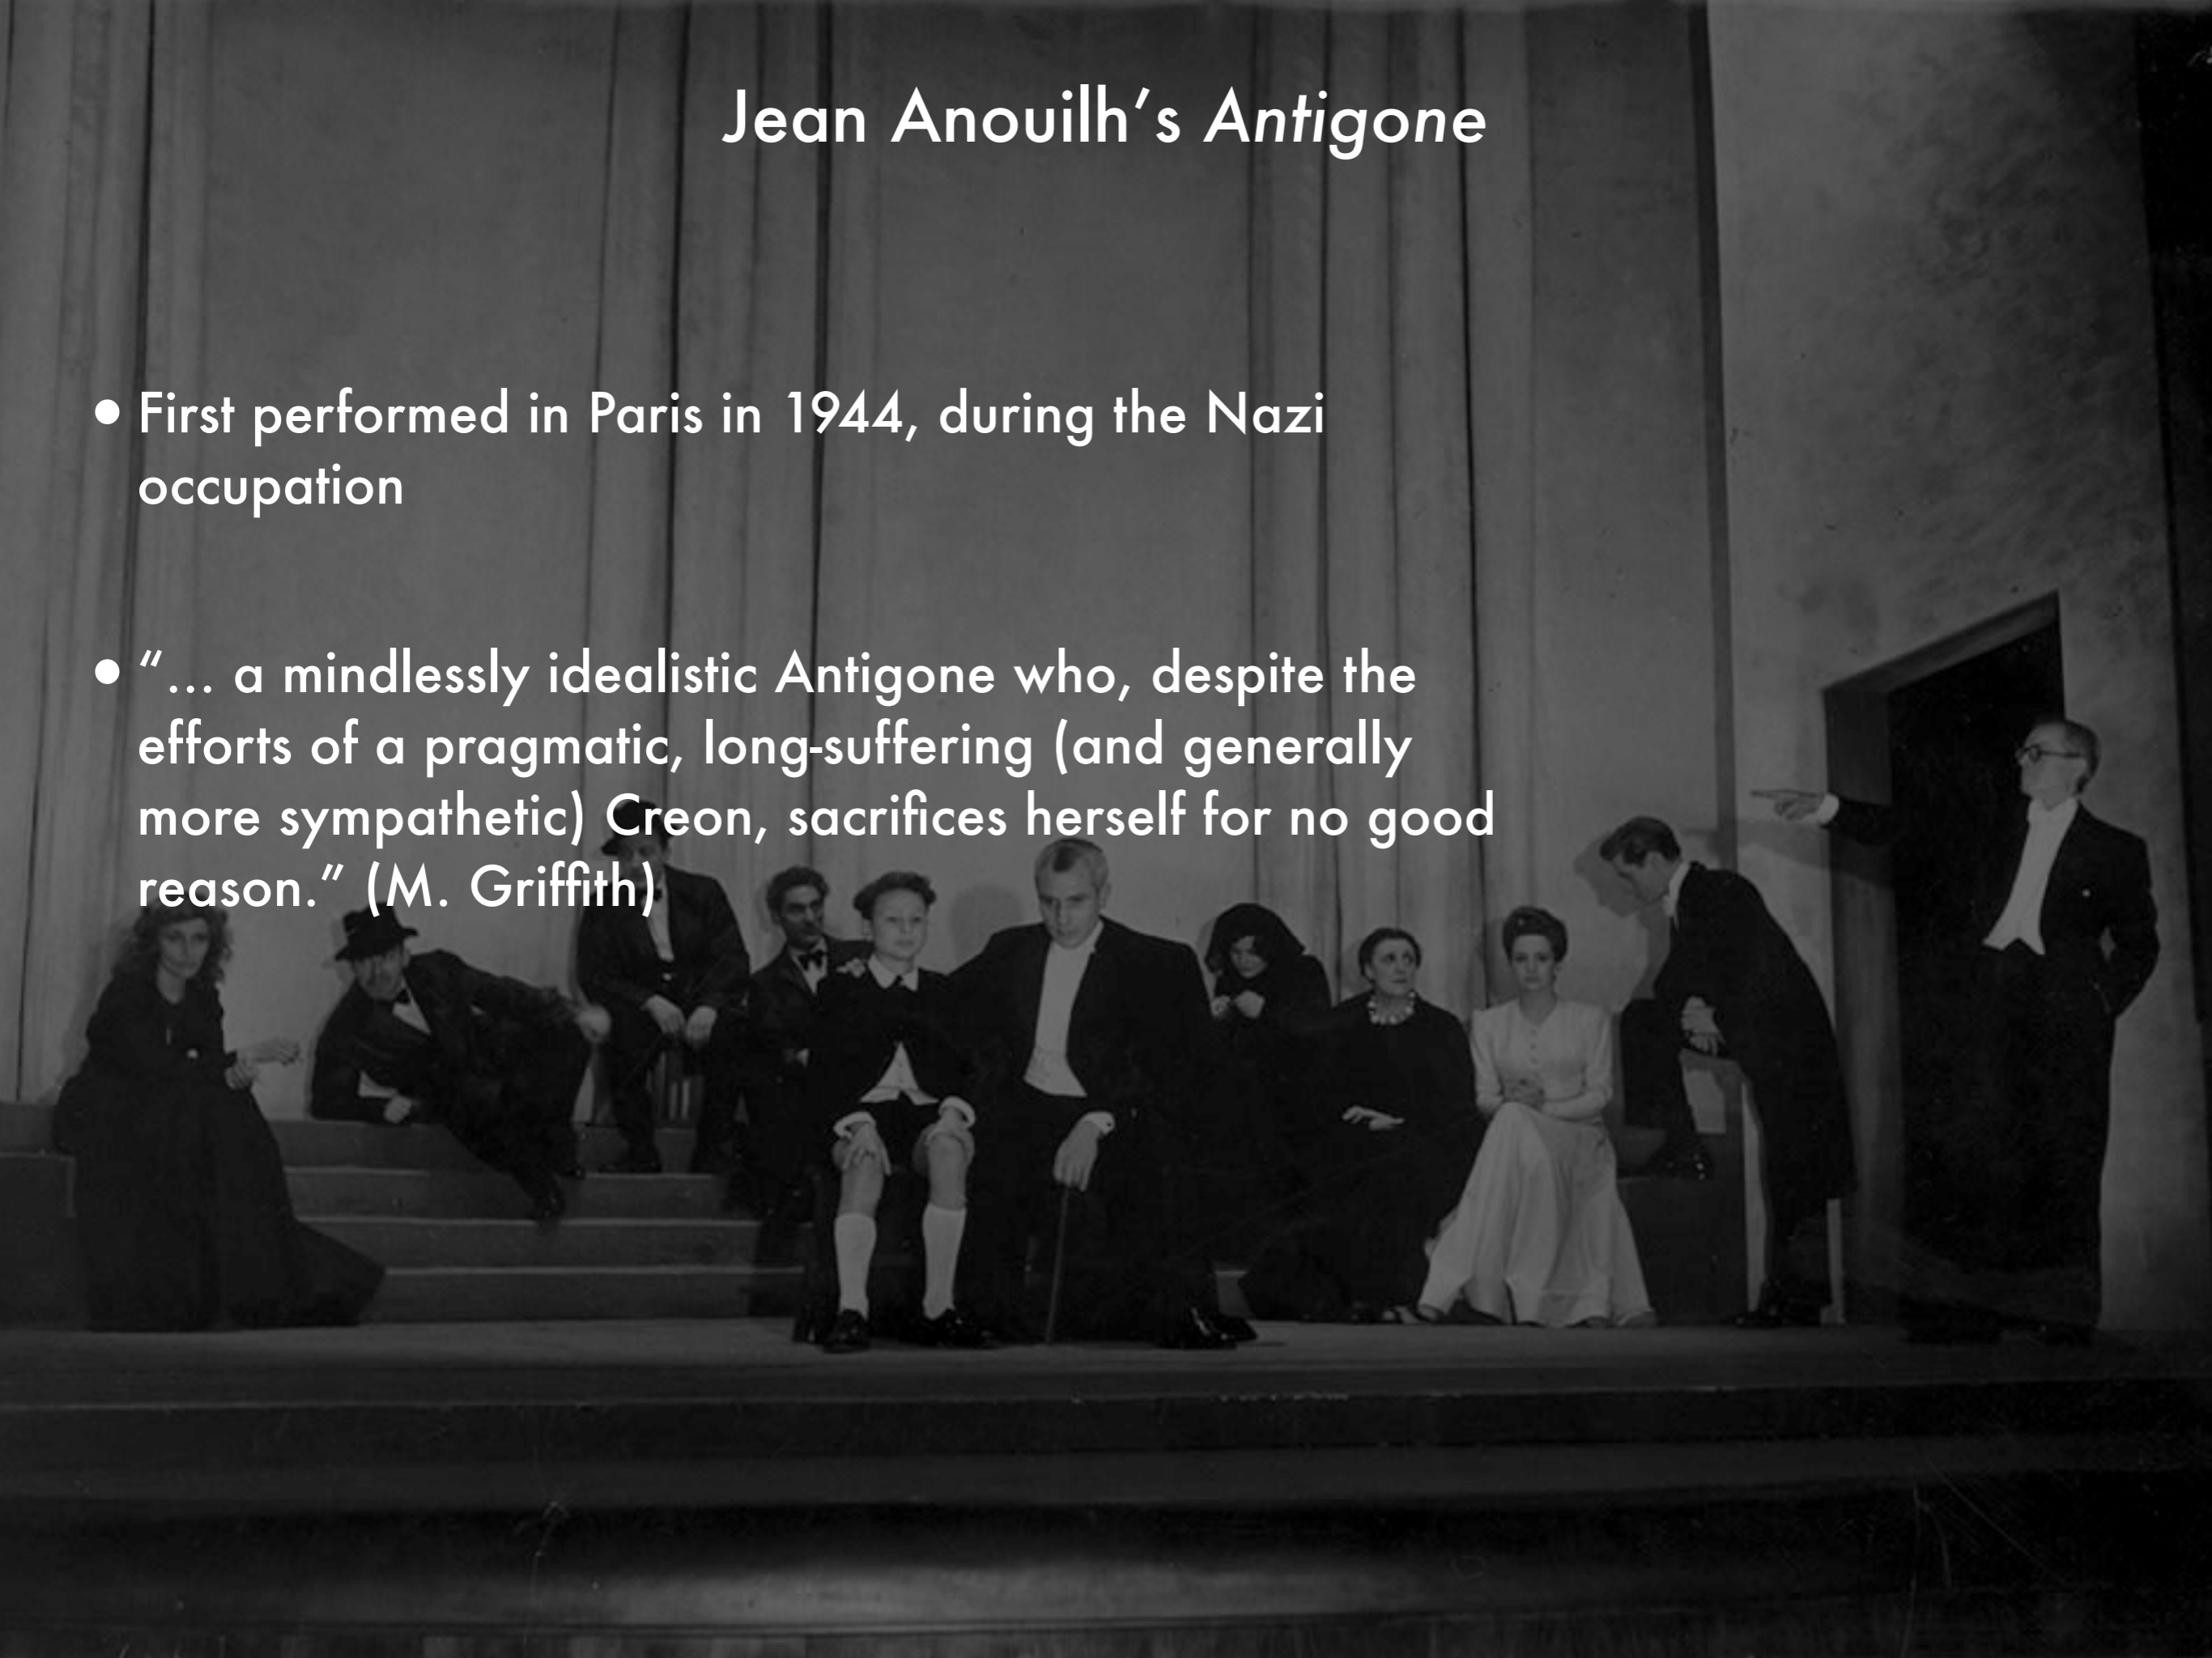 Jean Anouilh’s Antigone
• First performed in Paris in 1944, during the Nazi
occupation
• “… a mindlessly idealistic Antigone who, despite the
efforts of a pragmatic, long-suffering (and generally
more sympathetic) Creon, sacrifices herself for no good
reason.” (M. Griffith)